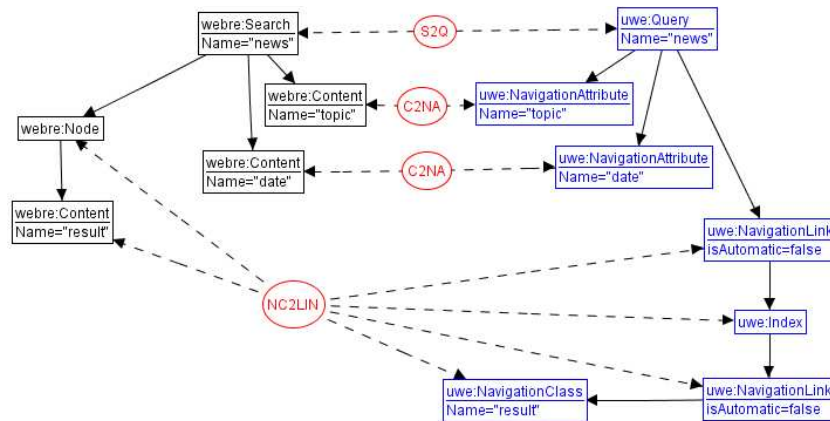 webre:Search
Name="news"
S2Q
uwe:Query
Name="news"
webre:Content
Name="topic"
C2NA
uwe:NavigationAttribute
Name="topic"
webre:Node
webre:Content
Name="date"
C2NA
uwe:NavigationAttribute
Name="date"
webre:Content
Name="result"
uwe:NavigationLink
isAutomatic=false
NC2LIN
uwe:Index
uwe:NavigationClass
Name="result"
uwe:NavigationLink
isAutomatic=false